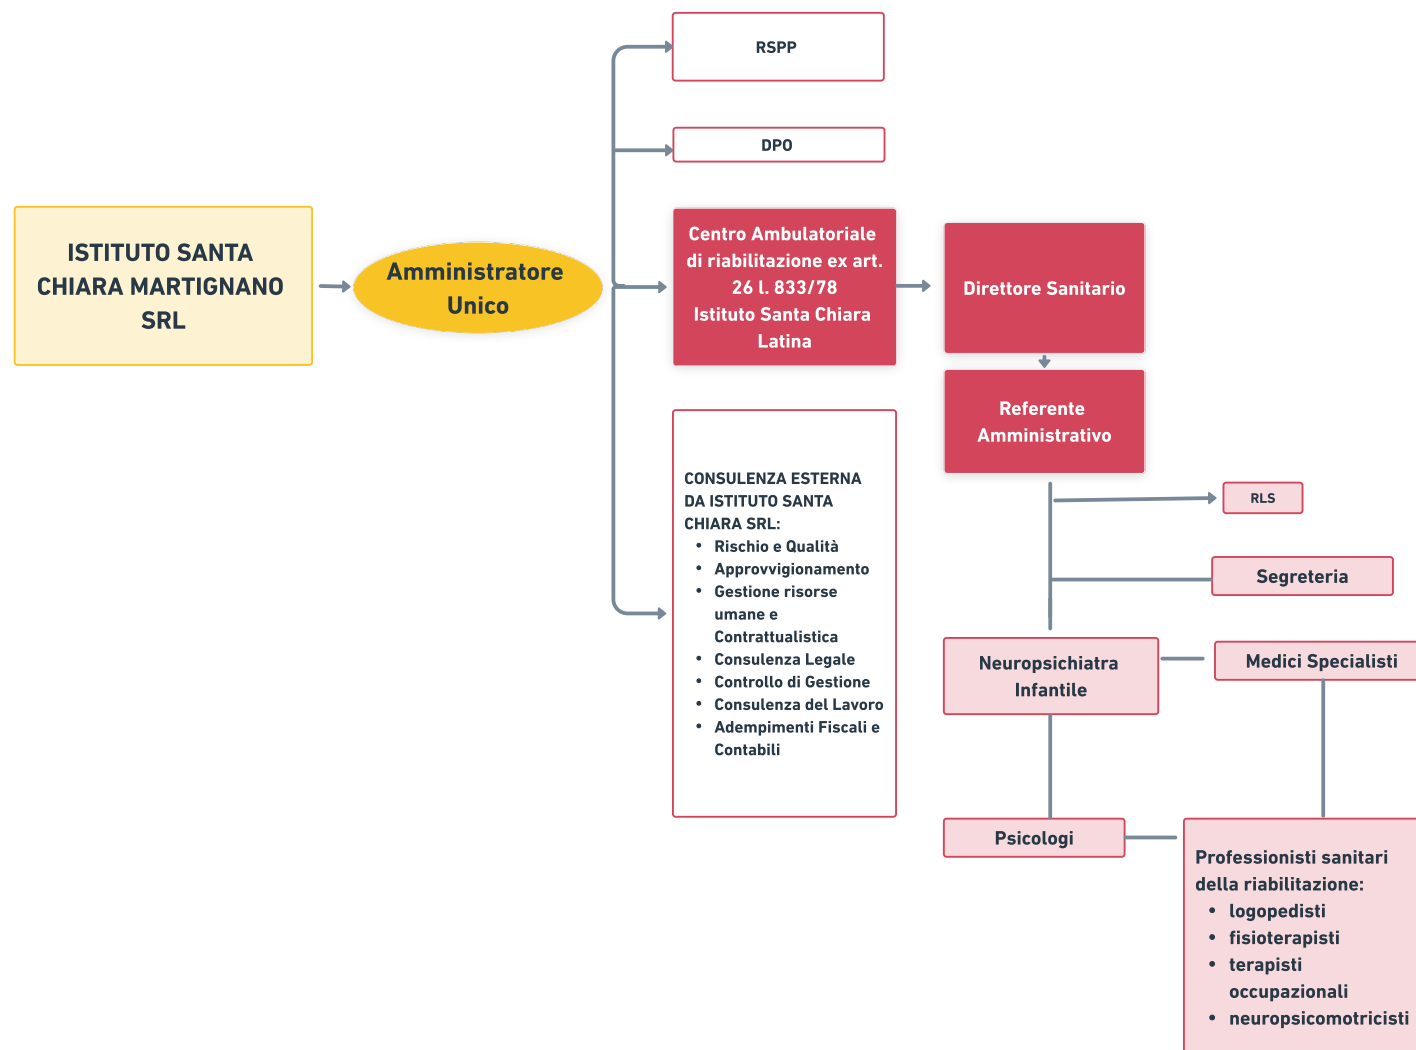 RSPP
DPO
ISTITUTO SANTA
CHIARA MARTIGNANO
SRL
Amministratore
Unico
Centro Ambulatoriale
di riabilitazione ex art.
26 l. 833/78
Istituto Santa Chiara
Latina
Direttore Sanitario
Referente
Amministrativo
CONSULENZA ESTERNA
DA ISTITUTO SANTA
CHIARA SRL:
• Rischio e Qualità
• Approvvigionamento
• Gestione risorse
umane e
Contrattualistica
• Consulenza Legale
• Controllo di Gestione
• Consulenza del Lavoro
• Adempimenti Fiscali e
Contabili
RLS
Segreteria
Neuropsichiatra
Infantile
Medici Specialisti
Psicologi
Professionisti sanitari
della riabilitazione:
• logopedisti
• fisioterapisti
• terapisti
occupazionali
• neuropsicomotricisti